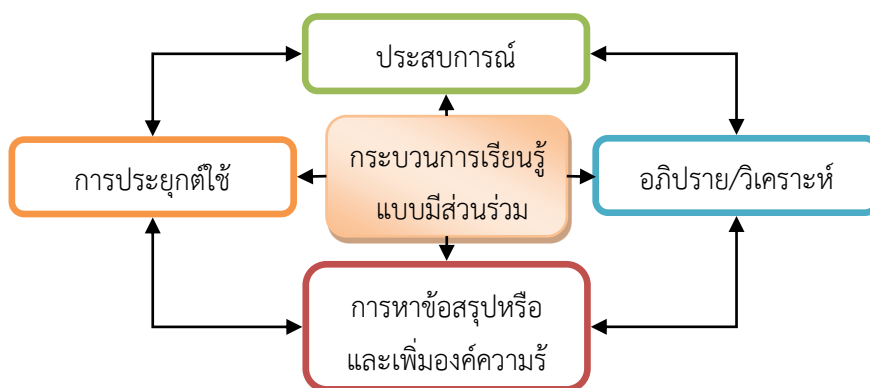 ประสบการณ์
การประยุกต์ใช้
กระบวนการเรียนรู้
แบบมีส่วนร่วม
อภิปราย/วิเคราะห์
การหาข้อสรุปหรือ
และเพิ่มองค์ความร้